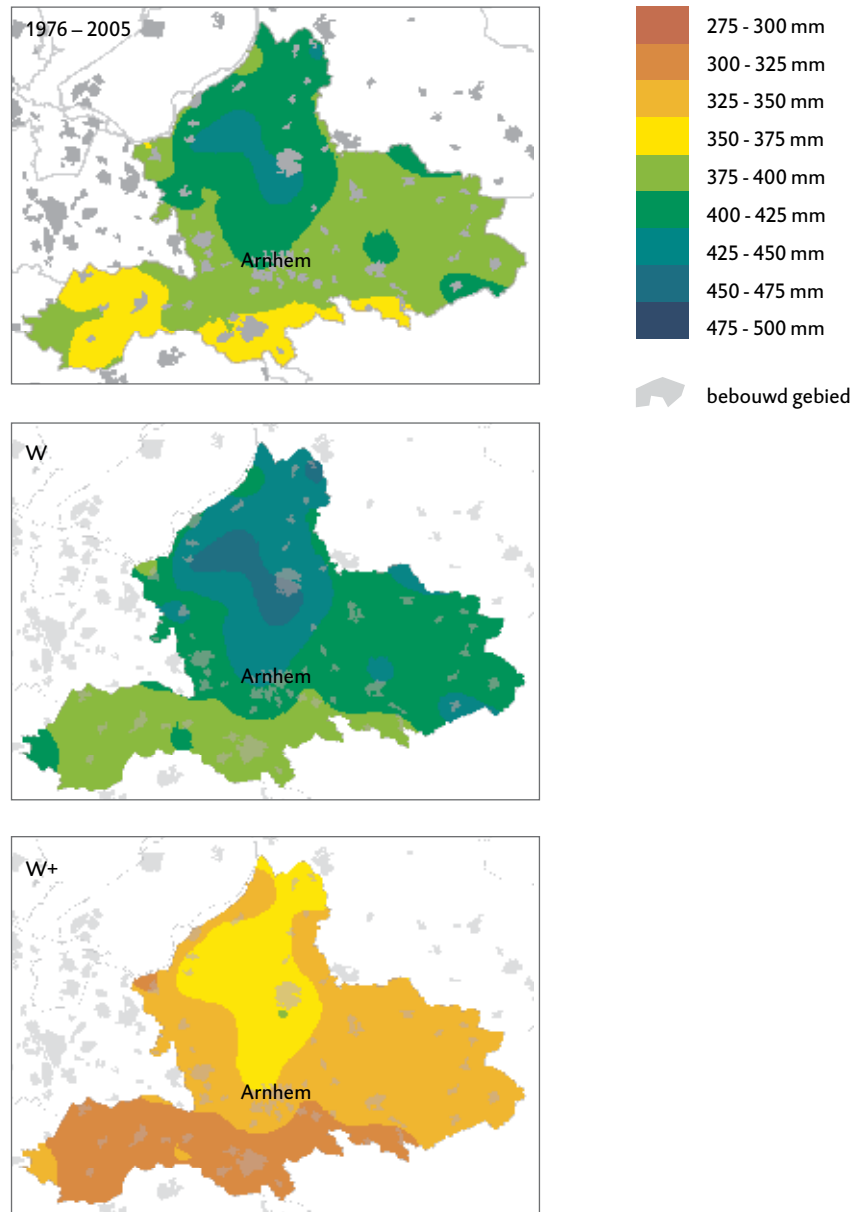 1976 – 2005
Arnhem
W
Arnhem
W+
Arnhem
275 - 300 mm
300 - 325 mm
325 - 350 mm
350 - 375 mm
375 - 400 mm
400 - 425 mm
425 - 450 mm
450 - 475 mm
475 - 500 mm
bebouwd gebied